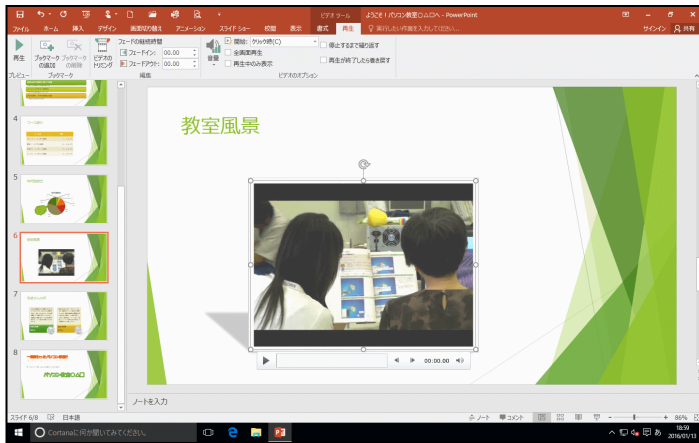 ビデオ ツール
ようこそ！パソコン教室○△□へ - PowerPoint
ファイル ホーム 挿入 デザイン 画面切り替え アニメーション スライド ショー 校閲 表示 書式 再生 実行したい作業を入力してください... サインイン 共有
再生
ブックマークの追加
ブックマークの削除
ビデオのトリミング
フェードの継続時間
フェードイン: 00.00
フェードアウト: 00.00
音量
開始: クリック時(C)
全画面再生
再生中のみ表示
停止するまで繰り返す
再生が終了したら巻き戻す
プレビュー ブックマーク 編集 ビデオのオプション
4
5
6
7
8
パソコン教室○△□
教室風景
00:00.00
ノートを入力
スライド 6/8 日本語 ノート コメント 86%
Cortanaに何か聞いてみてください。
あ
18:59
2016/01/13